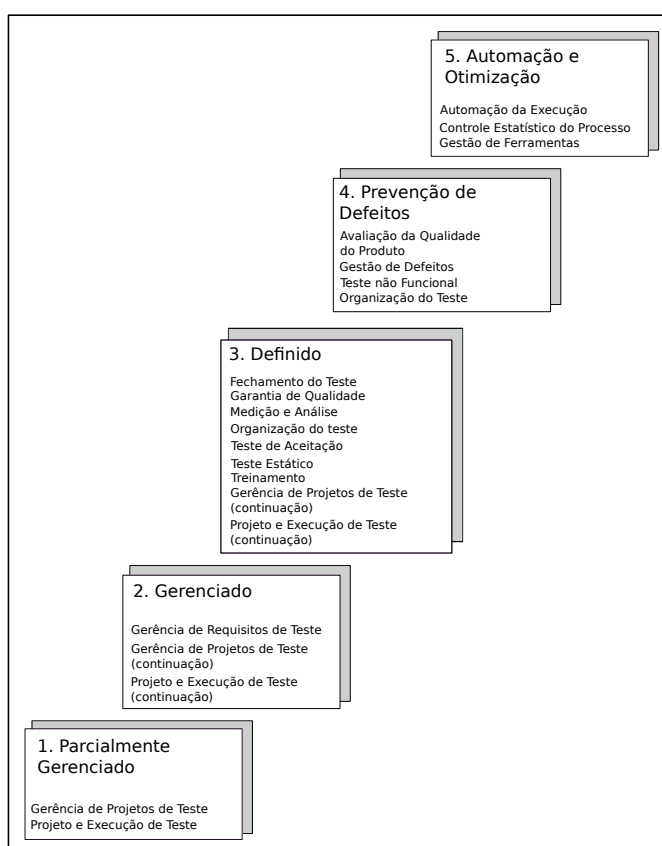 5. Automação e
Otimização
Automação da Execução
Controle Estatístico do Processo
Gestão de Ferramentas
4. Prevenção de
Defeitos
Avaliação da Qualidade
do Produto
Gestão de Defeitos
Teste não Funcional
Organização do Teste
3. Definido
Fechamento do Teste
Garantia de Qualidade
Medição e Análise
Organização do teste
Teste de Aceitação
Teste Estático
Treinamento
Gerência de Projetos de Teste
(continuação)
Projeto e Execução de Teste
(continuação)
2. Gerenciado
Gerência de Requisitos de Teste
Gerência de Projetos de Teste
(continuação)
Projeto e Execução de Teste
(continuação)
1. Parcialmente
Gerenciado
Gerência de Projetos de Teste
Projeto e Execução de Teste